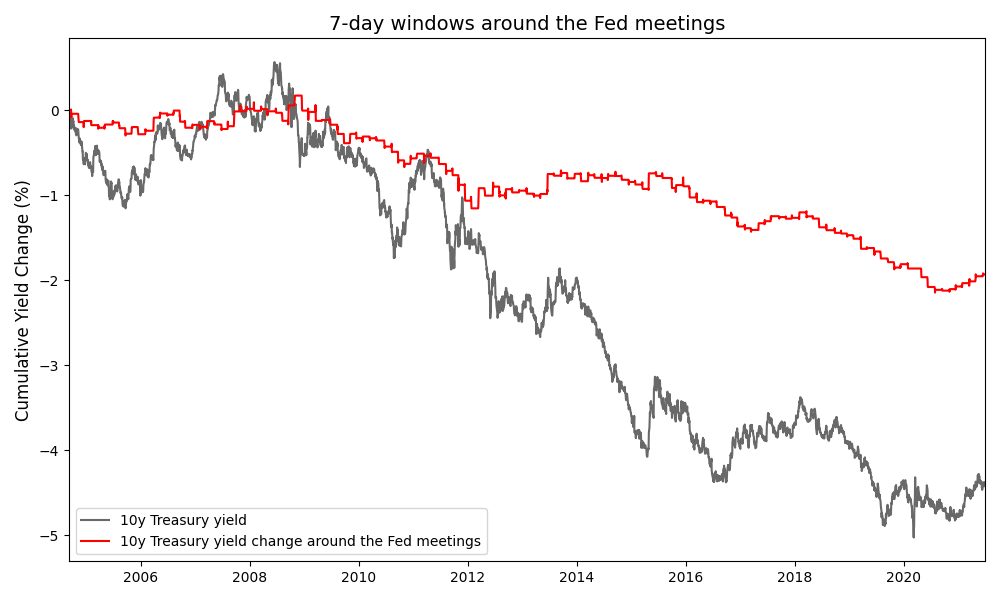 7-day windows around the Fed meetings
Cumulative Yield Change (%)
0
−1
−2
−3
−4
−5
10y Treasury yield
10y Treasury yield change around the Fed meetings
2006 2008 2010 2012 2014 2016 2018 2020